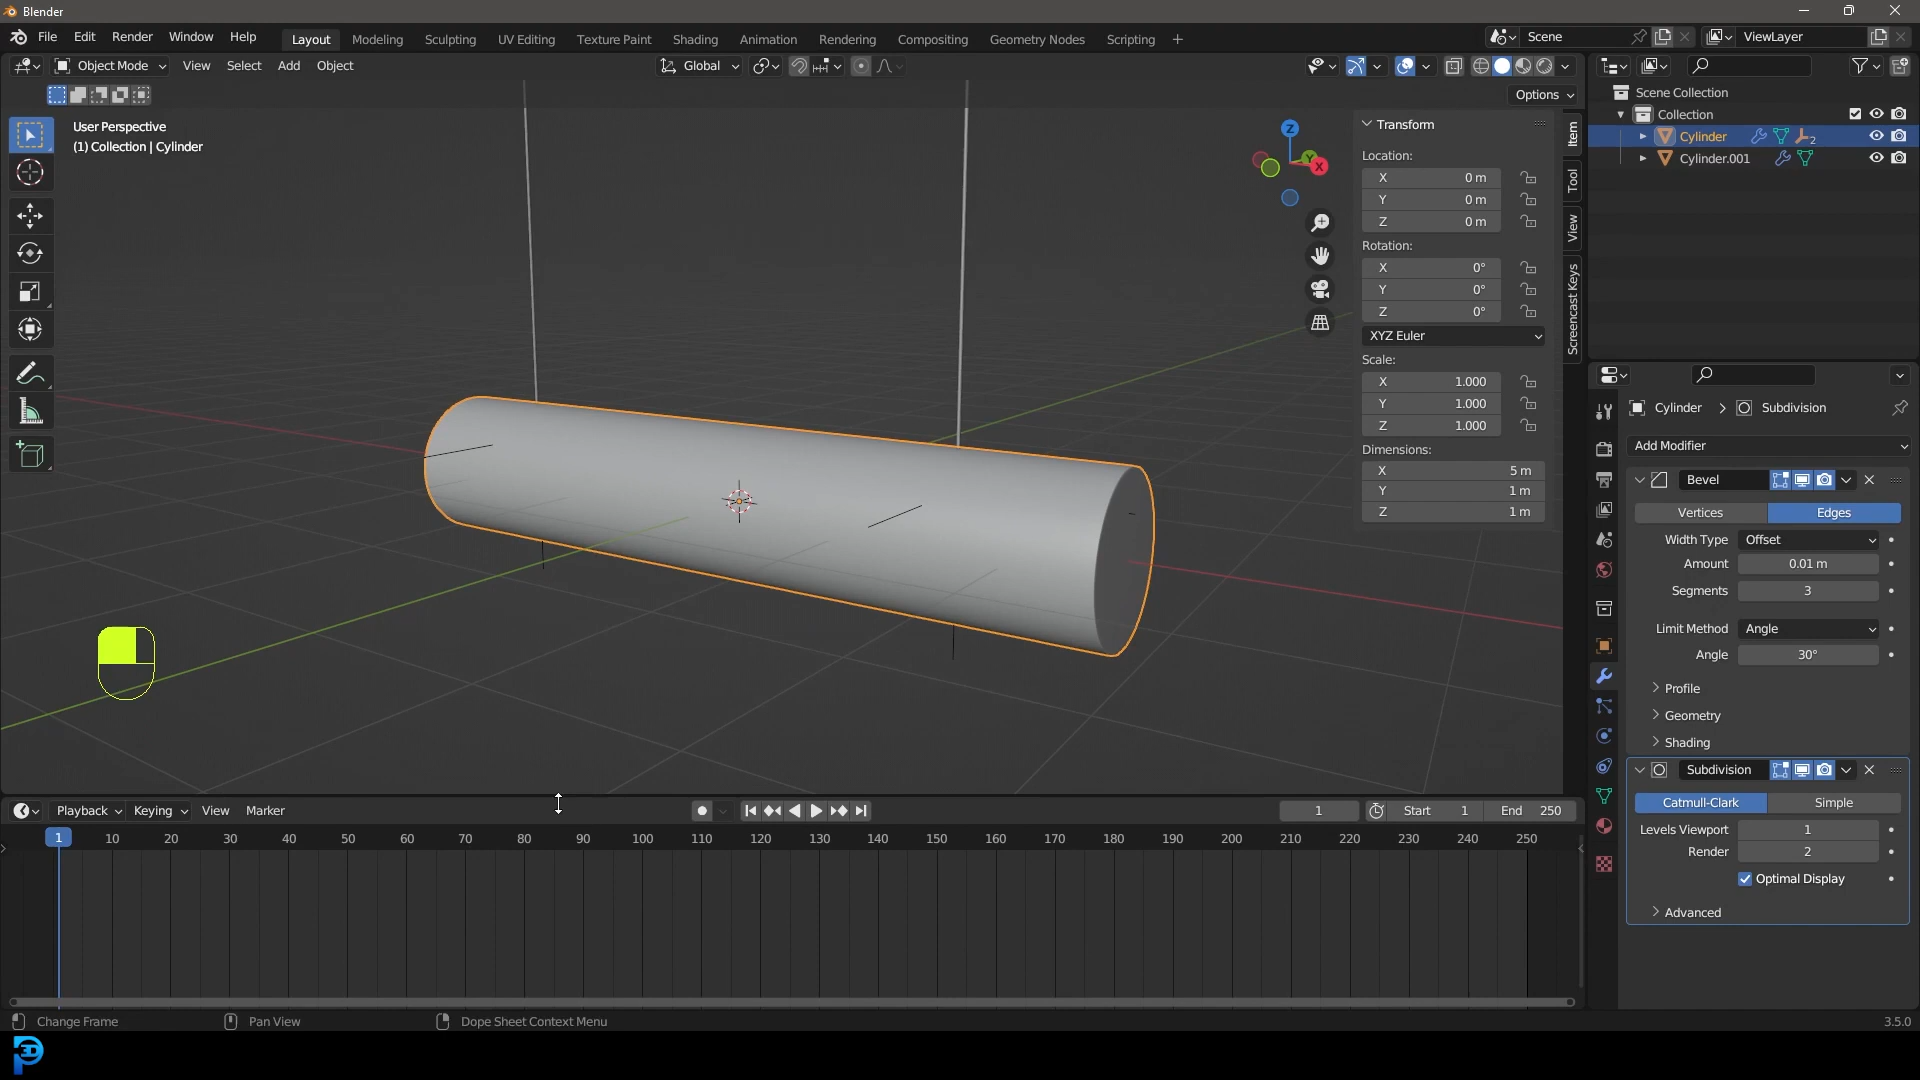 Blender
File Edit Render Window Help Layout Modeling Sculpting UV Editing Texture Paint Shading Animation Rendering Compositing Geometry Nodes Scripting + Scene ViewLayer
Object Mode View Select Add Object Global
Options
User Perspective
(1) Collection | Cylinder
Z
Y
X
Transform
Location:
X 0 m
Y 0 m
Z 0 m
Rotation:
X 0°
Y 0°
Z 0°
XYZ Euler
Scale:
X 1.000
Y 1.000
Z 1.000
Dimensions:
X 5 m
Y 1 m
Z 1 m
Item
Tool
View
Screencast Keys
Scene Collection
Collection
Cylinder 2
Cylinder.001
Cylinder > Subdivision
Add Modifier
Bevel
Vertices Edges
Width Type Offset
Amount 0.01 m
Segments 3
Limit Method Angle
Angle 30°
Profile
Geometry
Shading
Subdivision
Catmull-Clark Simple
Levels Viewport 1
Render 2
Optimal Display
Advanced
Playback Keying View Marker 1 Start 1 End 250
1 10 20 30 40 50 60 70 80 90 100 110 120 130 140 150 160 170 180 190 200 210 220 230 240 250
Change Frame Pan View Dope Sheet Context Menu 3.5.0
3D
P